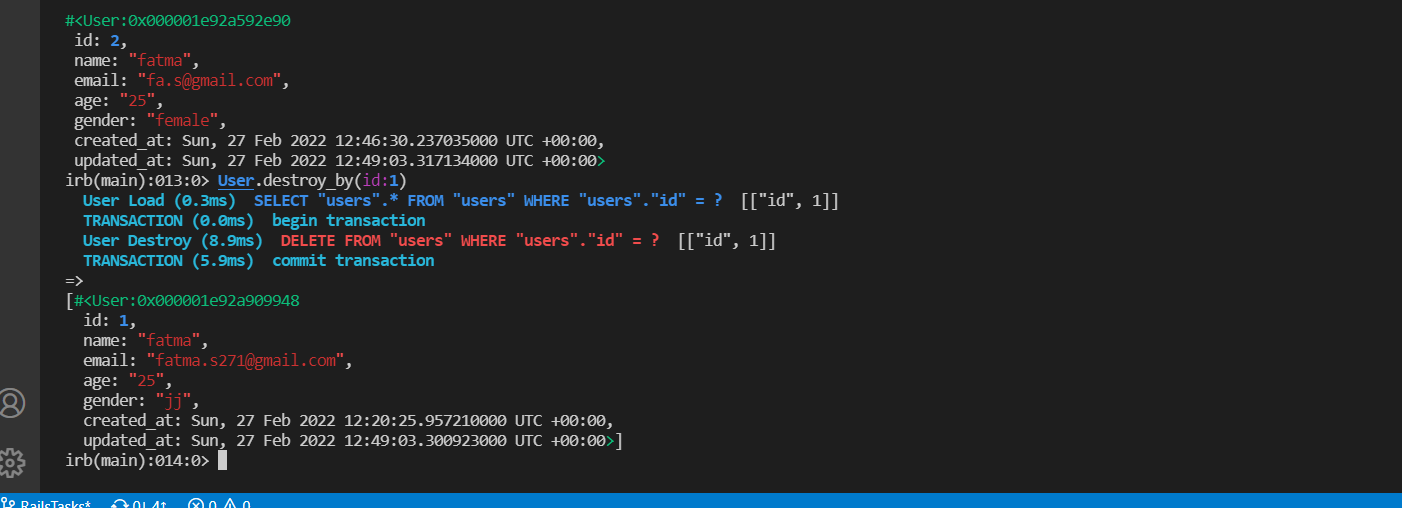 #<User:0x000001e92a592e90
id: 2,
name: "fatma",
email: "fa.s@gmail.com",
age: "25",
gender: "female",
created_at: Sun, 27 Feb 2022 12:46:30.237035000 UTC +00:00,
updated_at: Sun, 27 Feb 2022 12:49:03.317134000 UTC +00:00>
irb(main):013:0> User.destroy_by(id:1)
User Load (0.3ms)  SELECT "users".* FROM "users" WHERE "users"."id" = ?  [["id", 1]]
TRANSACTION (0.0ms)  begin transaction
User Destroy (8.9ms)  DELETE FROM "users" WHERE "users"."id" = ?  [["id", 1]]
TRANSACTION (5.9ms)  commit transaction
=>
[#<User:0x000001e92a909948
id: 1,
name: "fatma",
email: "fatma.s271@gmail.com",
age: "25",
gender: "jj",
created_at: Sun, 27 Feb 2022 12:20:25.957210000 UTC +00:00,
updated_at: Sun, 27 Feb 2022 12:49:03.300923000 UTC +00:00>]
irb(main):014:0>
RailsTasks* 0↓ 4↑ 0 0